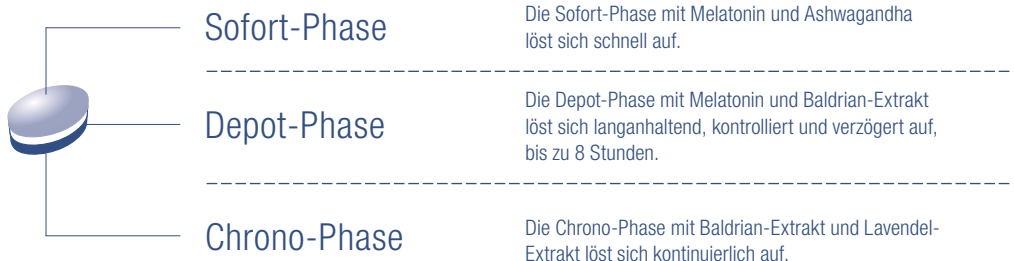 Sofort-Phase
Die Sofort-Phase mit Melatonin und Ashwagandha
löst sich schnell auf.
Depot-Phase
Die Depot-Phase mit Melatonin und Baldrian-Extrakt
löst sich langanhaltend, kontrolliert und verzögert auf,
bis zu 8 Stunden.
Chrono-Phase
Die Chrono-Phase mit Baldrian-Extrakt und Lavendel-
Extrakt löst sich kontinuierlich auf.